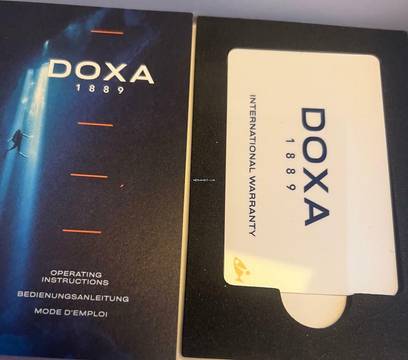 DOXA
1889
OPERATING
INSTRUCTIONS
BEDIENUNGSANLEITUNG
MODE D'EMPLOI
DOXA
1889
INTERNATIONAL WARRANTY